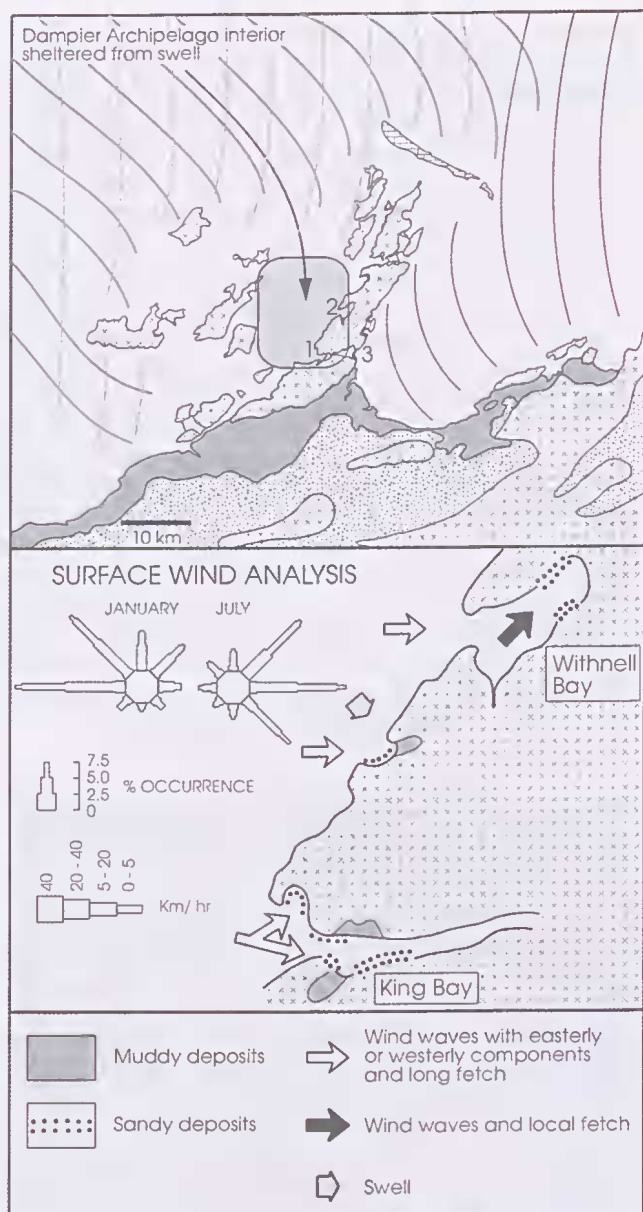 Dampier Archipelago interior
sheltered from swell
2
1
3
10 km
SURFACE WIND ANALYSIS
JANUARY JULY
Withnell
Bay
7.5
5.0
2.5
0
% OCCURRENCE
40
20 - 40
5 - 20
0 - 5
Km/ hr
King Bay
Muddy deposits
Wind waves with easterly
or westerly components
and long fetch
Sandy deposits
Wind waves and local fetch
Swell